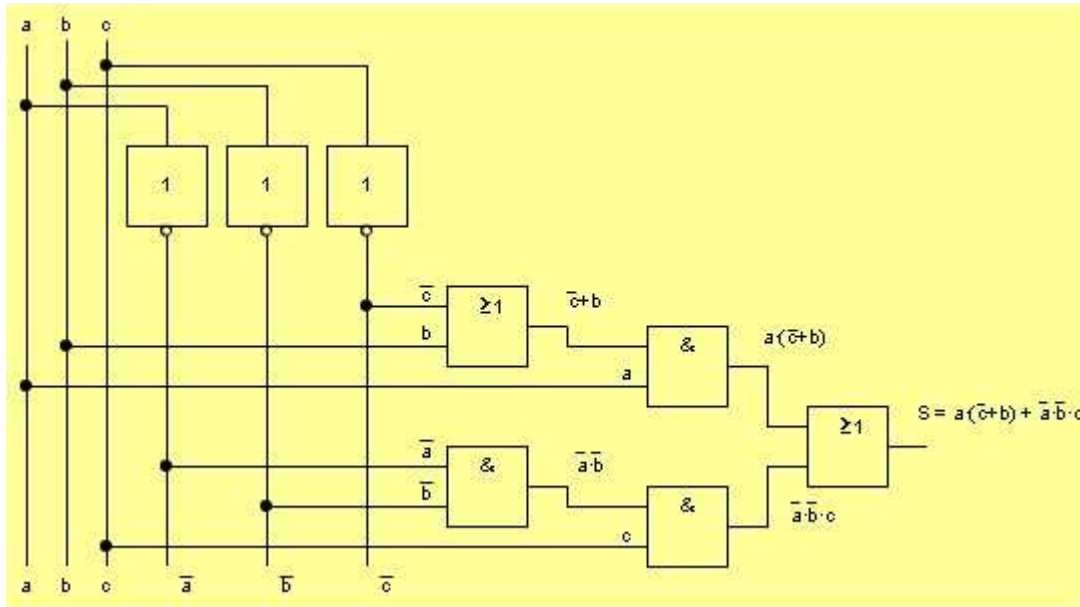 a b c
1 1 1
c̅ ≥1 c̅+b
b & a·(c̅+b)
a
≥1 S = a·(c̅+b) + a̅·b̅·c
a̅ & a̅·b̅
b̅ & a̅·b̅·c
c
a b c a̅ b̅ c̅